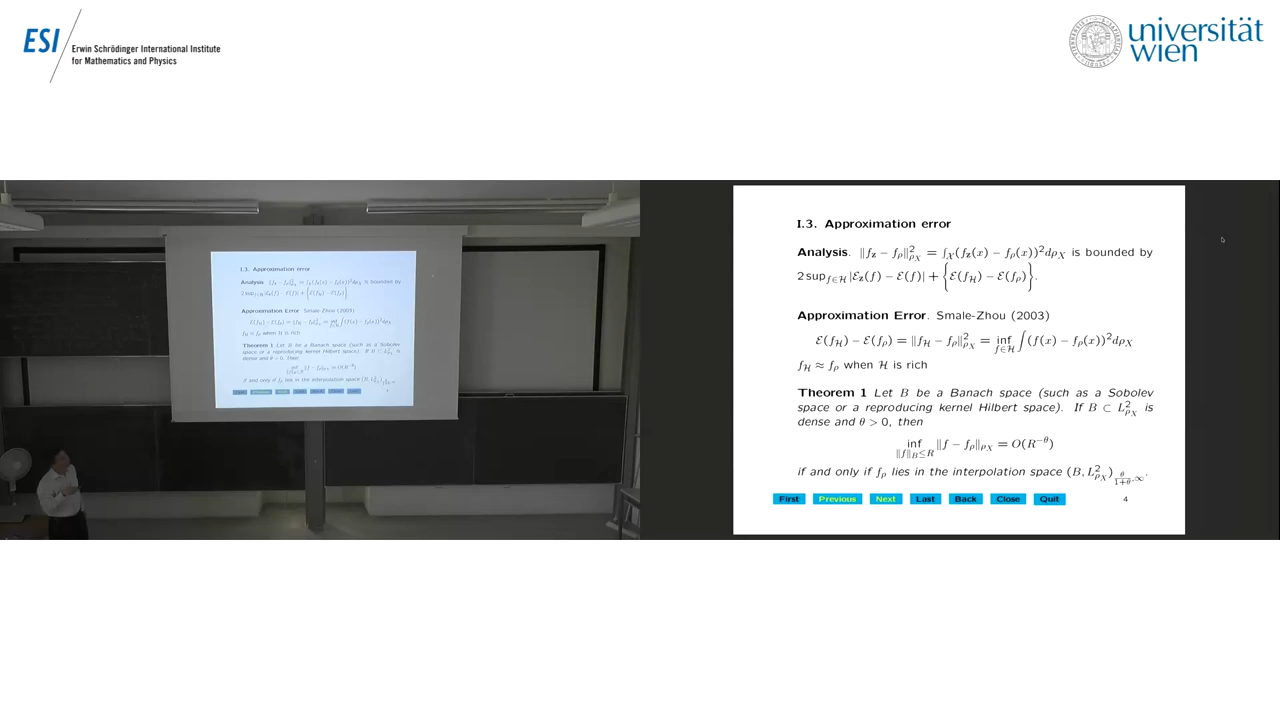 ESI
Erwin Schrödinger International Institute
for Mathematics and Physics
universität
wien
I.3. Approximation error
Analysis. ‖f_z − f_ρ‖²_{ρ_X} = ∫_𝒳 (f_z(x) − f_ρ(x))² dρ_X is bounded by
2 sup_{f∈ℋ} |ℰ_z(f) − ℰ(f)| + {ℰ(f_ℋ) − ℰ(f_ρ)}.
Approximation Error. Smale-Zhou (2003)
ℰ(f_ℋ) − ℰ(f_ρ) = ‖f_ℋ − f_ρ‖²_{ρ_X} = inf_{f∈ℋ} ∫ (f(x) − f_ρ(x))² dρ_X
f_ℋ ≈ f_ρ when ℋ is rich
Theorem 1 Let B be a Banach space (such as a Sobolev
space or a reproducing kernel Hilbert space). If B ⊂ L²_{ρ_X} is
dense and θ > 0, then
inf_{‖f‖_B ≤ R} ‖f − f_ρ‖_{ρ_X} = O(R^{−θ})
if and only if f_ρ lies in the interpolation space (B, L²_{ρ_X})_{θ/(1+θ),∞}.
First Previous Next Last Back Close Quit 4